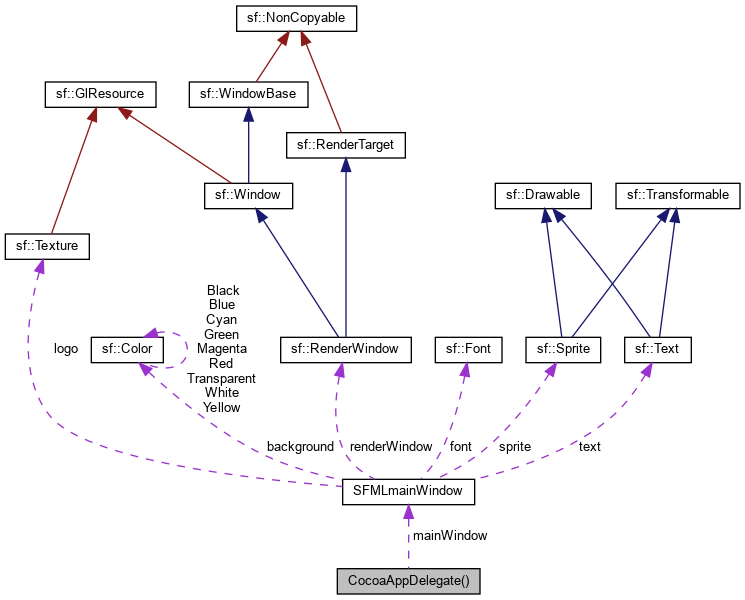 sf::NonCopyable
sf::GlResource
sf::WindowBase
sf::RenderTarget
sf::Window
sf::Drawable
sf::Transformable
sf::Texture
Black
Blue
Cyan
Green
Magenta
Red
Transparent
White
Yellow
logo
sf::Color
sf::RenderWindow
sf::Font
sf::Sprite
sf::Text
background
renderWindow
font
sprite
text
SFMLmainWindow
mainWindow
CocoaAppDelegate()